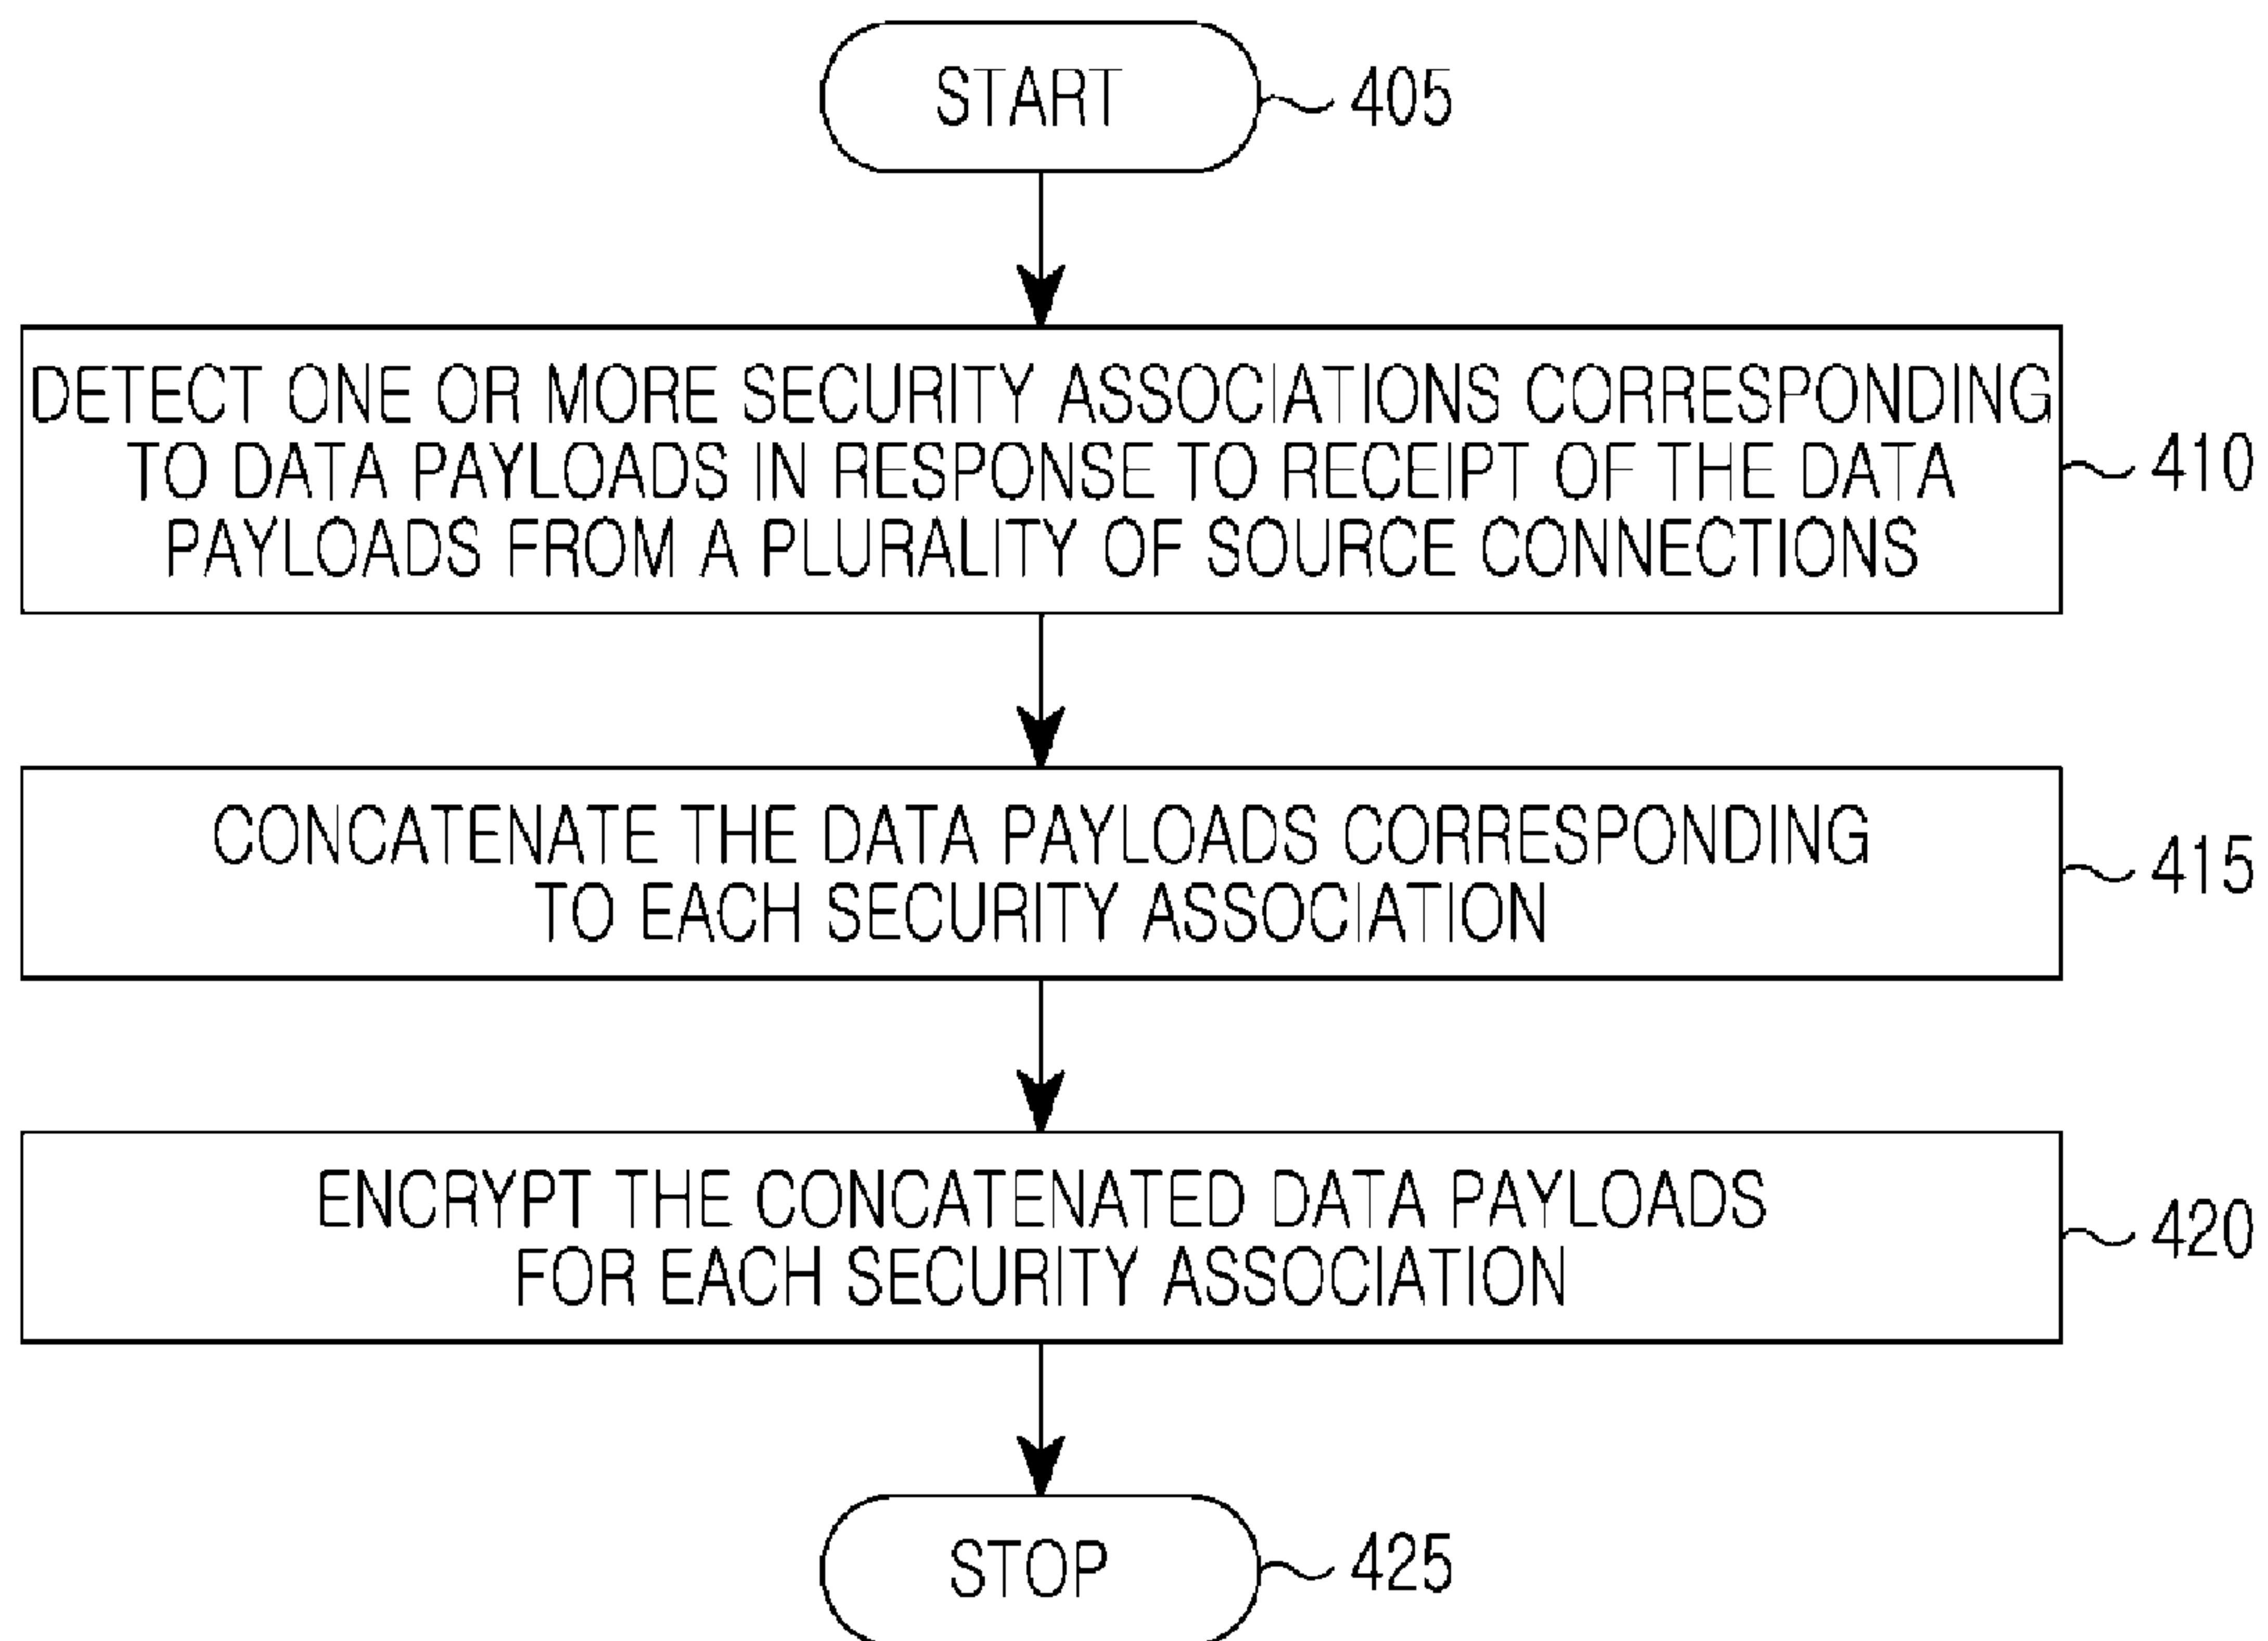 START
405
DETECT ONE OR MORE SECURITY ASSOCIATIONS CORRESPONDING
TO DATA PAYLOADS IN RESPONSE TO RECEIPT OF THE DATA
PAYLOADS FROM A PLURALITY OF SOURCE CONNECTIONS
410
CONCATENATE THE DATA PAYLOADS CORRESPONDING
TO EACH SECURITY ASSOCIATION
415
ENCRYPT THE CONCATENATED DATA PAYLOADS
FOR EACH SECURITY ASSOCIATION
420
STOP
425